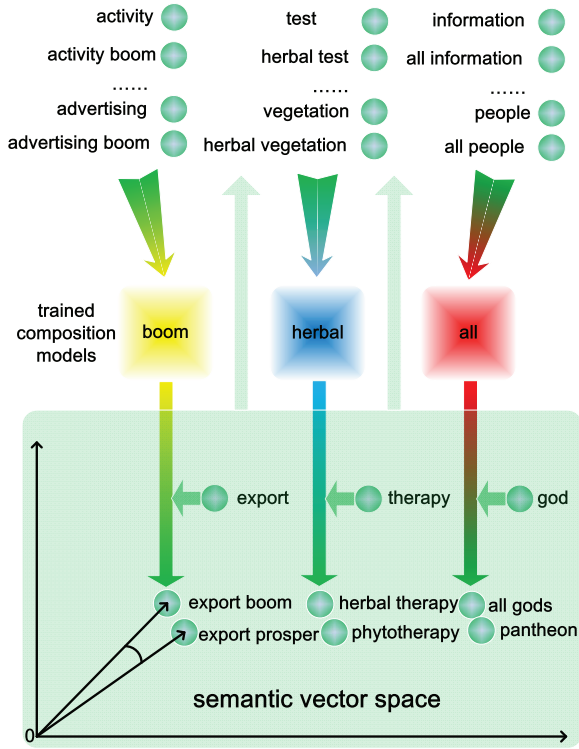 activity test information
activity boom herbal test all information
...... ...... ......
advertising vegetation people
advertising boom herbal vegetation all people
trained
composition
models
boom herbal all
export therapy god
export boom herbal therapy all gods
export prosper phytotherapy pantheon
semantic vector space
0